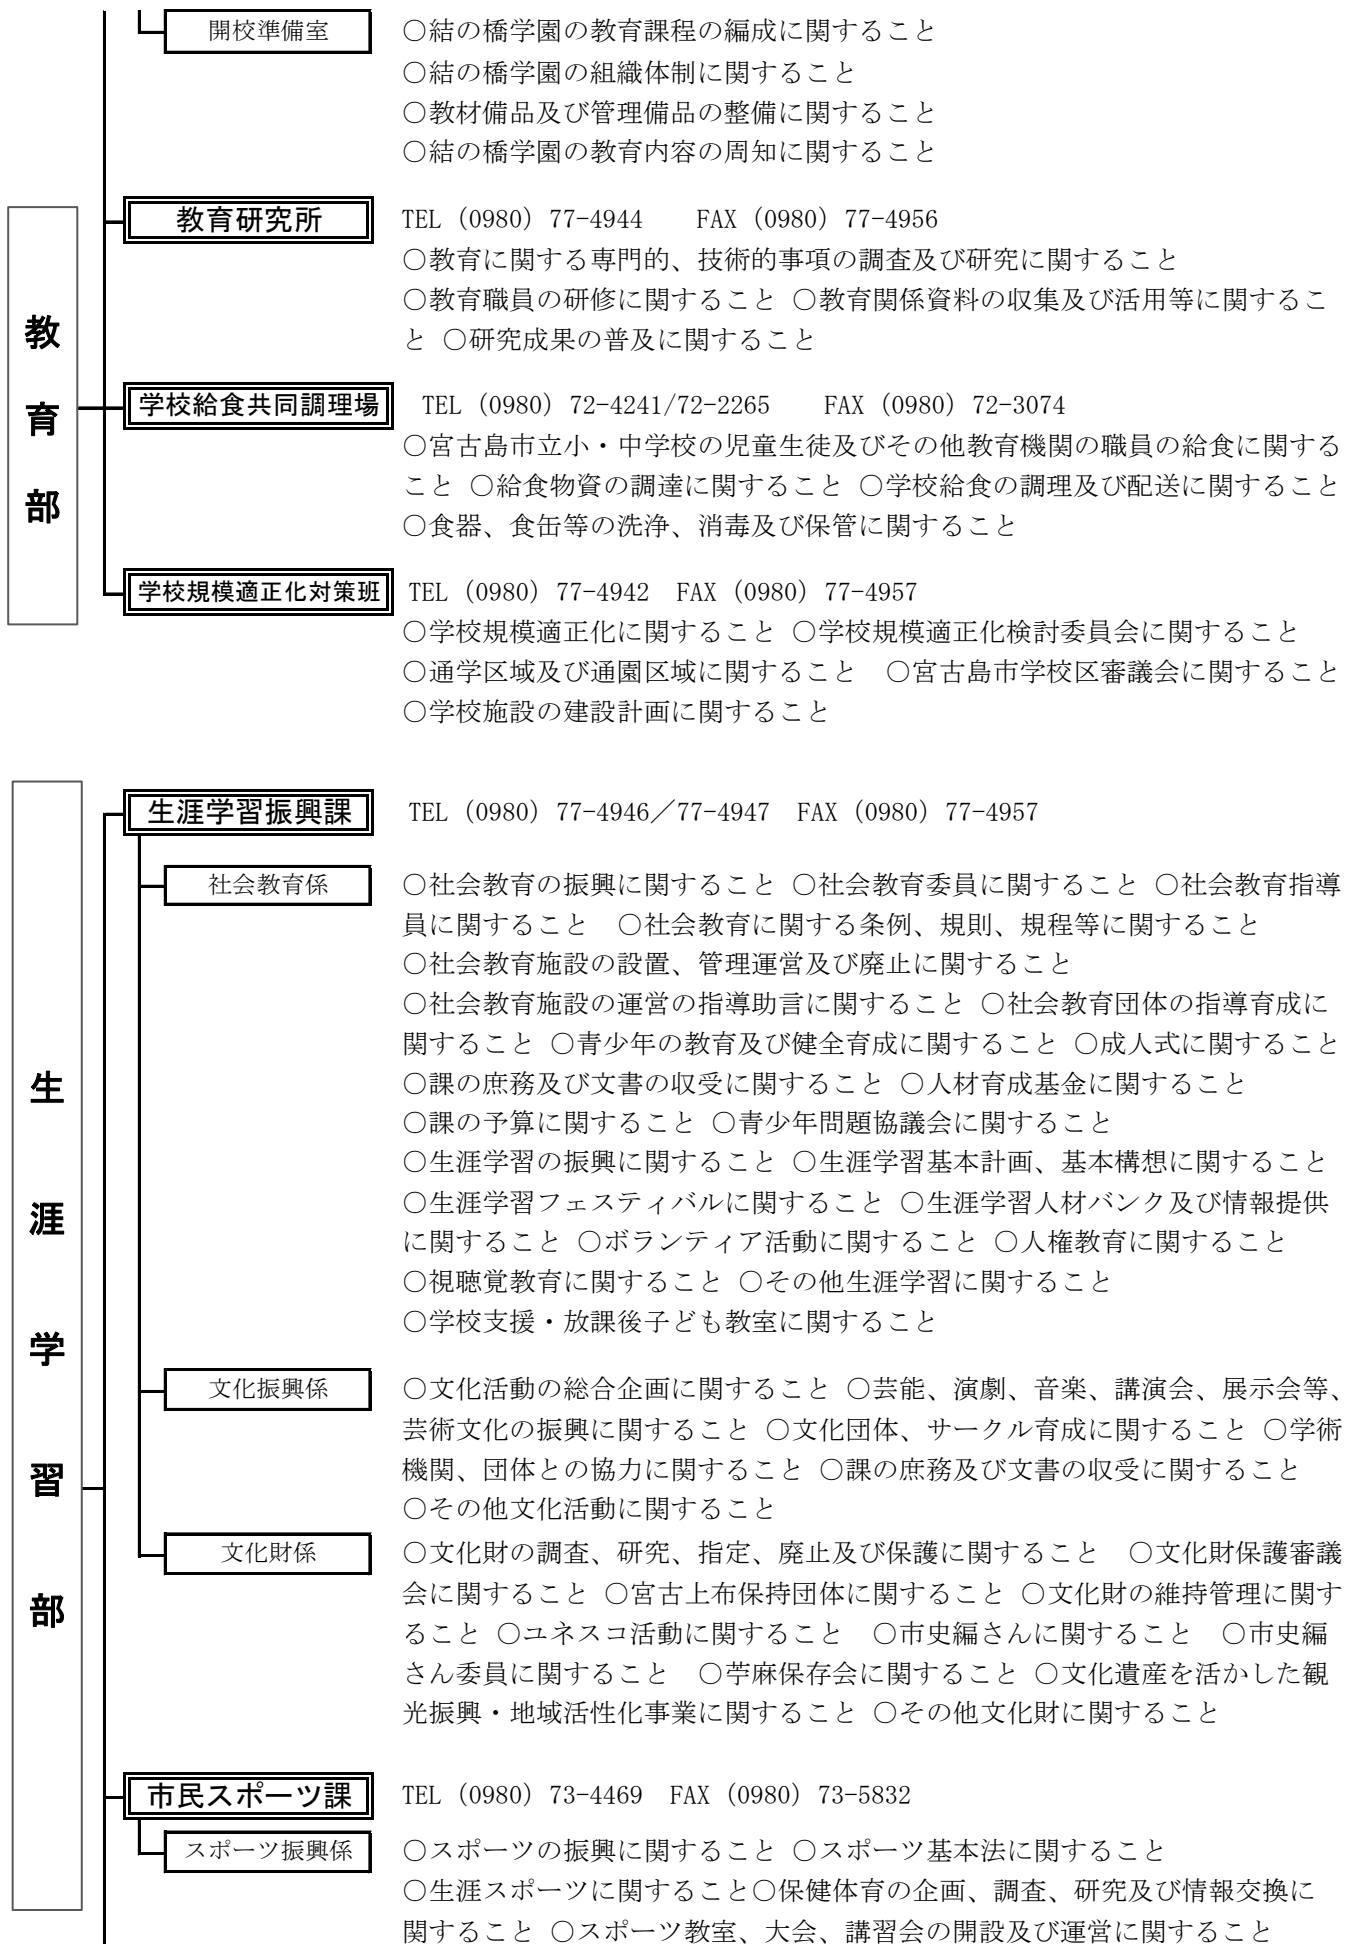 開校準備室 ○結の橋学園の教育課程の編成に関すること
○結の橋学園の組織体制に関すること
○教材備品及び管理備品の整備に関すること
○結の橋学園の教育内容の周知に関すること
教育部
教育研究所 TEL (0980) 77-4944 FAX (0980) 77-4956
○教育に関する専門的、技術的事項の調査及び研究に関すること
○教育職員の研修に関すること ○教育関係資料の収集及び活用等に関するこ
と ○研究成果の普及に関すること
学校給食共同調理場 TEL (0980) 72-4241/72-2265 FAX (0980) 72-3074
○宮古島市立小・中学校の児童生徒及びその他教育機関の職員の給食に関する
こと ○給食物資の調達に関すること ○学校給食の調理及び配送に関すること
○食器、食缶等の洗浄、消毒及び保管に関すること
学校規模適正化対策班 TEL (0980) 77-4942 FAX (0980) 77-4957
○学校規模適正化に関すること ○学校規模適正化検討委員会に関すること
○通学区域及び通園区域に関すること ○宮古島市学校区審議会に関すること
○学校施設の建設計画に関すること
生涯学習部
生涯学習振興課 TEL (0980) 77-4946／77-4947 FAX (0980) 77-4957
社会教育係 ○社会教育の振興に関すること ○社会教育委員に関すること ○社会教育指導
員に関すること ○社会教育に関する条例、規則、規程等に関すること
○社会教育施設の設置、管理運営及び廃止に関すること
○社会教育施設の運営の指導助言に関すること ○社会教育団体の指導育成に
関すること ○青少年の教育及び健全育成に関すること ○成人式に関すること
○課の庶務及び文書の収受に関すること ○人材育成基金に関すること
○課の予算に関すること ○青少年問題協議会に関すること
○生涯学習の振興に関すること ○生涯学習基本計画、基本構想に関すること
○生涯学習フェスティバルに関すること ○生涯学習人材バンク及び情報提供
に関すること ○ボランティア活動に関すること ○人権教育に関すること
○視聴覚教育に関すること ○その他生涯学習に関すること
○学校支援・放課後子ども教室に関すること
文化振興係 ○文化活動の総合企画に関すること ○芸能、演劇、音楽、講演会、展示会等、
芸術文化の振興に関すること ○文化団体、サークル育成に関すること ○学術
機関、団体との協力に関すること ○課の庶務及び文書の収受に関すること
○その他文化活動に関すること
文化財係 ○文化財の調査、研究、指定、廃止及び保護に関すること ○文化財保護審議
会に関すること ○宮古上布保持団体に関すること ○文化財の維持管理に関す
ること ○ユネスコ活動に関すること ○市史編さんに関すること ○市史編
さん委員に関すること ○苧麻保存会に関すること ○文化遺産を活かした観
光振興・地域活性化事業に関すること ○その他文化財に関すること
市民スポーツ課 TEL (0980) 73-4469 FAX (0980) 73-5832
スポーツ振興係 ○スポーツの振興に関すること ○スポーツ基本法に関すること
○生涯スポーツに関すること○保健体育の企画、調査、研究及び情報交換に
関すること ○スポーツ教室、大会、講習会の開設及び運営に関すること